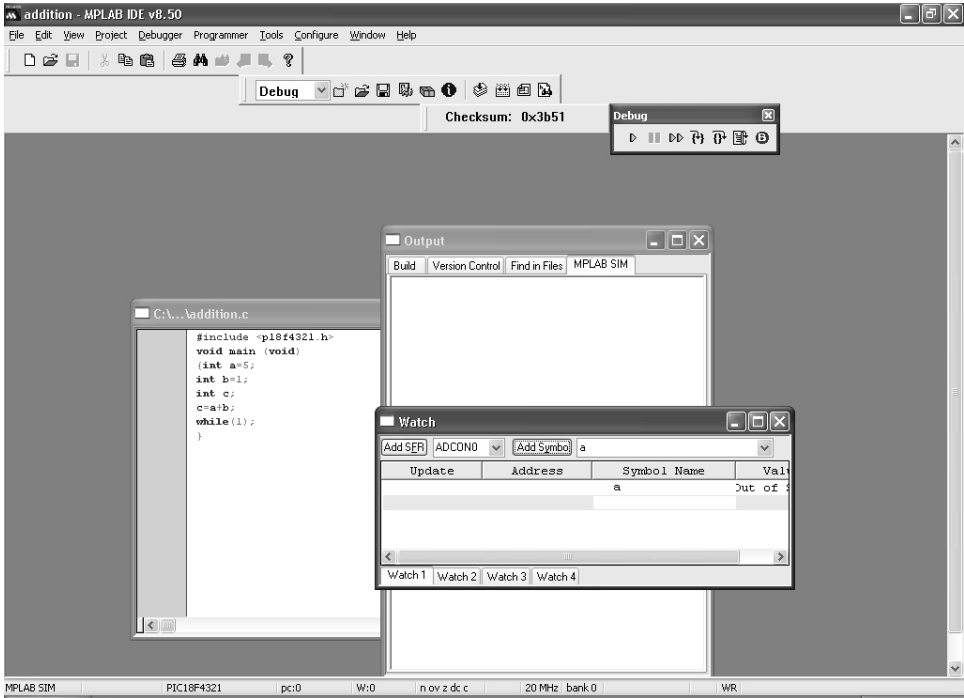 addition - MPLAB IDE v8.50
File Edit View Project Debugger Programmer Tools Configure Window Help
Debug
Checksum: 0x3b51
Debug
Output
Build Version Control Find in Files MPLAB SIM
C:\...\addition.c
#include <p18f4321.h>
void main (void)
{int a=5;
int b=1;
int c;
c=a+b;
while(1);
}
Watch
Add SFR ADCON0 Add Symbol a
Update Address Symbol Name Valu
a Out of S
Watch 1 Watch 2 Watch 3 Watch 4
MPLAB SIM PIC18F4321 pc:0 W:0 n ov z dc c 20 MHz bank 0 WR